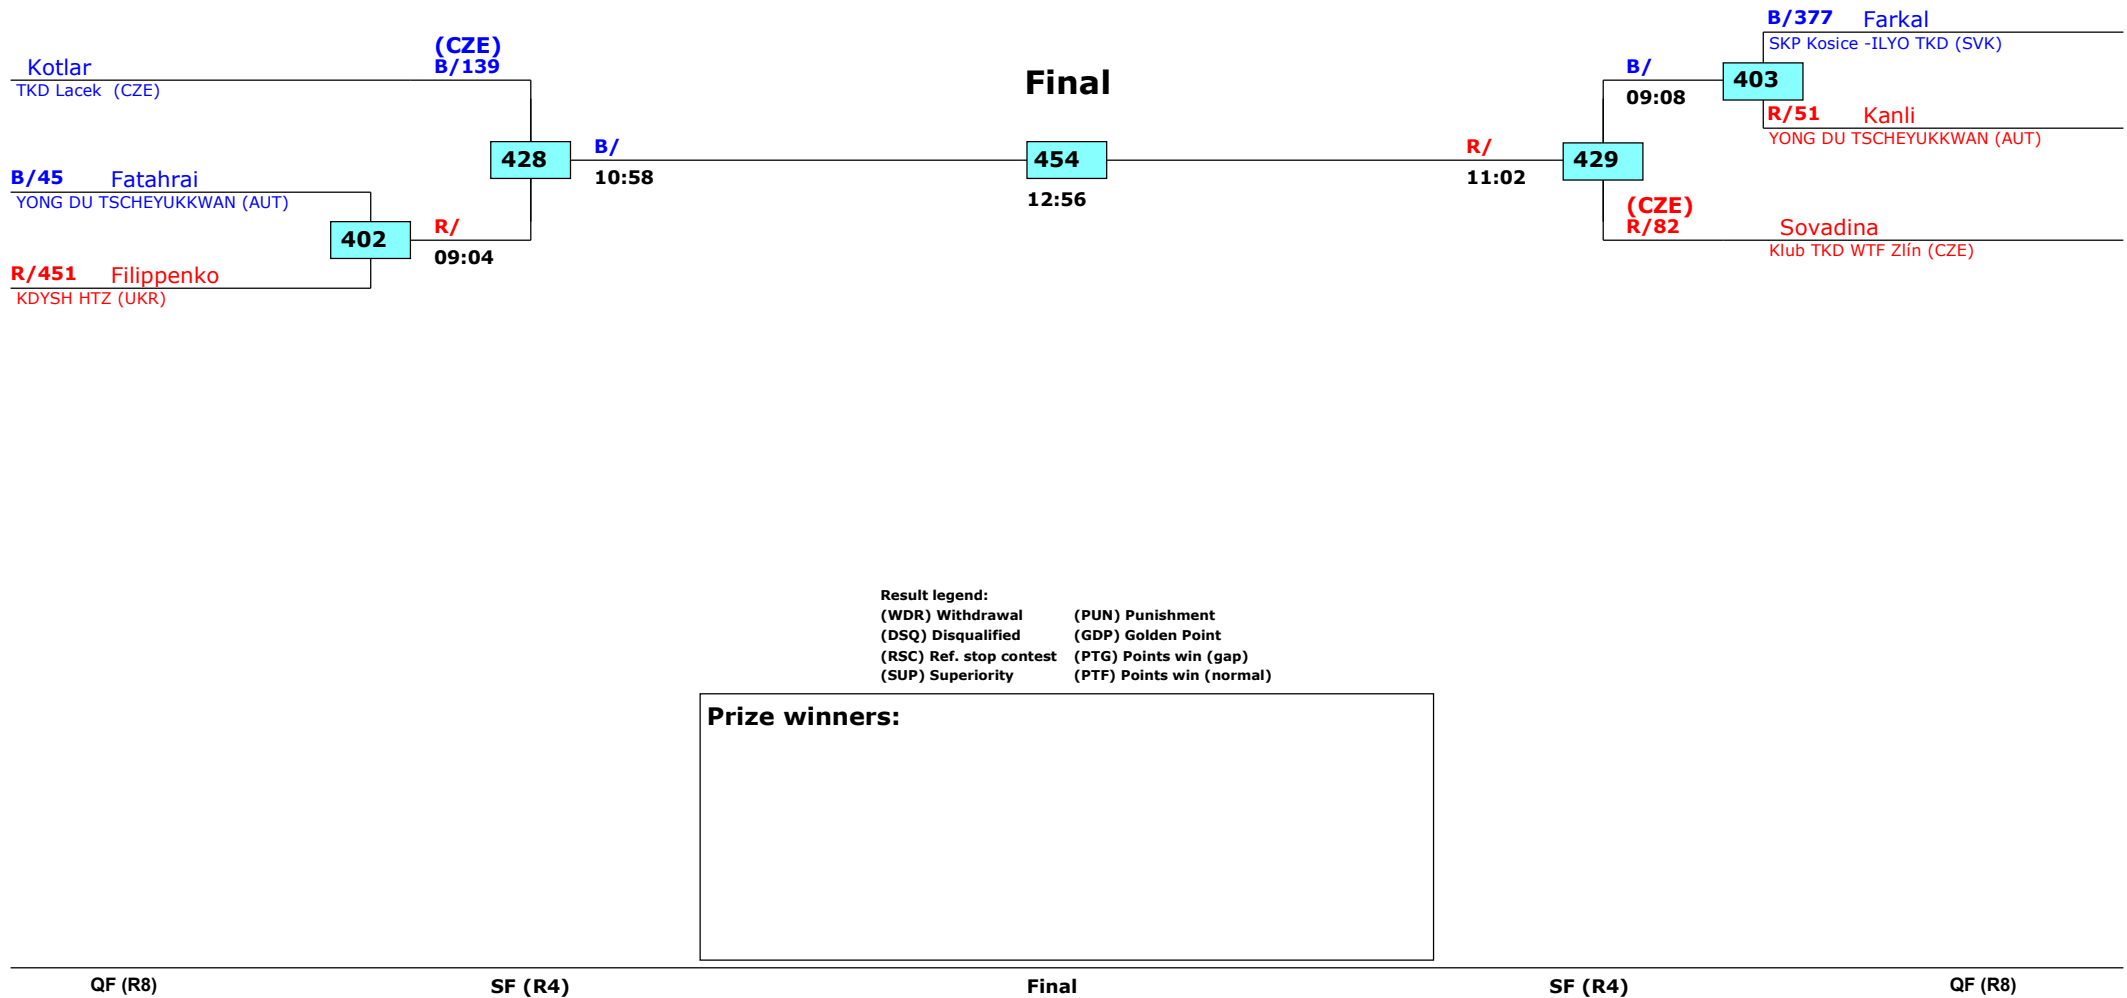 Kotlar
TKD Lacek  (CZE)
(CZE)
B/139
B/45 Fatahrai
YONG DU TSCHEYUKKWAN (AUT)
R/451 Filippenko
KDYSH HTZ (UKR)
402
R/
09:04
428
B/
10:58
Final
454
12:56
R/
11:02
429
B/
09:08
403
B/377 Farkal
SKP Kosice -ILYO TKD (SVK)
R/51 Kanli
YONG DU TSCHEYUKKWAN (AUT)
(CZE)
R/82 Sovadina
Klub TKD WTF Zlín (CZE)
Result legend:
(WDR) Withdrawal (PUN) Punishment
(DSQ) Disqualified (GDP) Golden Point
(RSC) Ref. stop contest (PTG) Points win (gap)
(SUP) Superiority (PTF) Points win (normal)
Prize winners:
QF (R8) SF (R4) Final SF (R4) QF (R8)